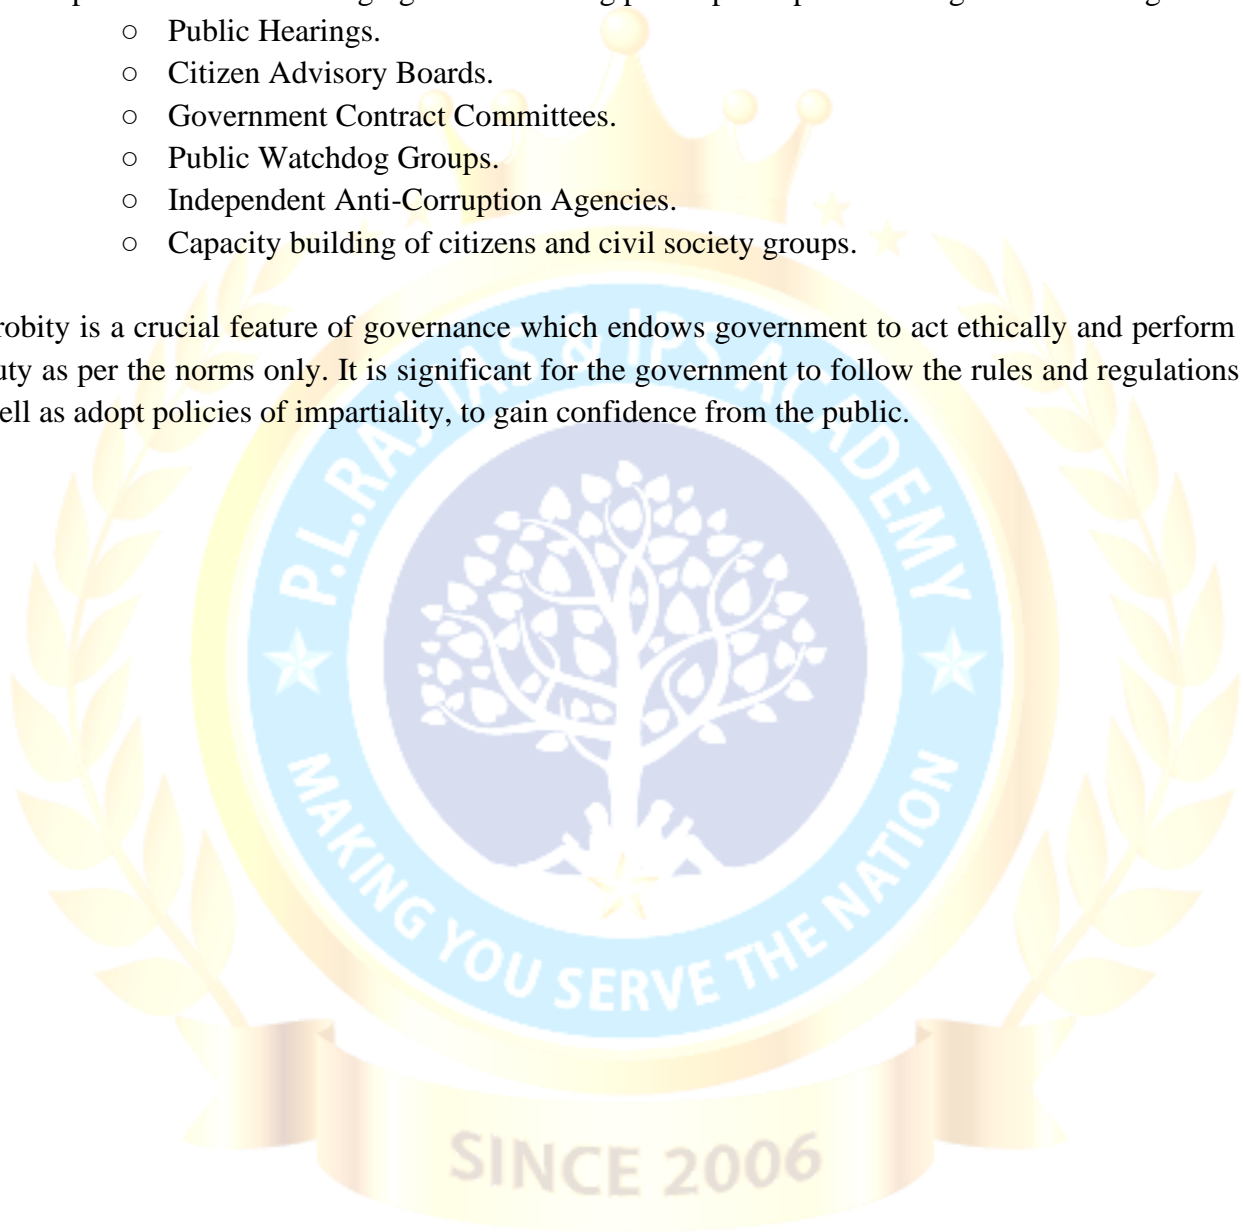 ○ Public Hearings.
○ Citizen Advisory Boards.
○ Government Contract Committees.
○ Public Watchdog Groups.
○ Independent Anti-Corruption Agencies.
○ Capacity building of citizens and civil society groups.
robity is a crucial feature of governance which endows government to act ethically and perform
uty as per the norms only. It is significant for the government to follow the rules and regulations
ell as adopt policies of impartiality, to gain confidence from the public.
P.L.RAJ IAS & IPS ACADEMY
MAKING YOU SERVE THE NATION
SINCE 2006